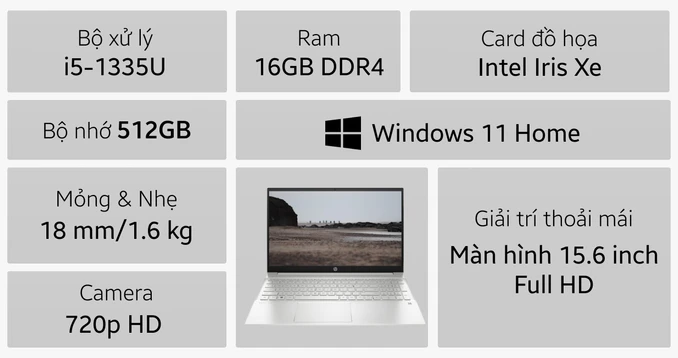 Bộ xử lý
i5-1335U
Ram
16GB DDR4
Card đồ họa
Intel Iris Xe
Bộ nhớ 512GB
Windows 11 Home
Mỏng & Nhẹ
18 mm/1.6 kg
Camera
720p HD
Giải trí thoải mái
Màn hình 15.6 inch
Full HD